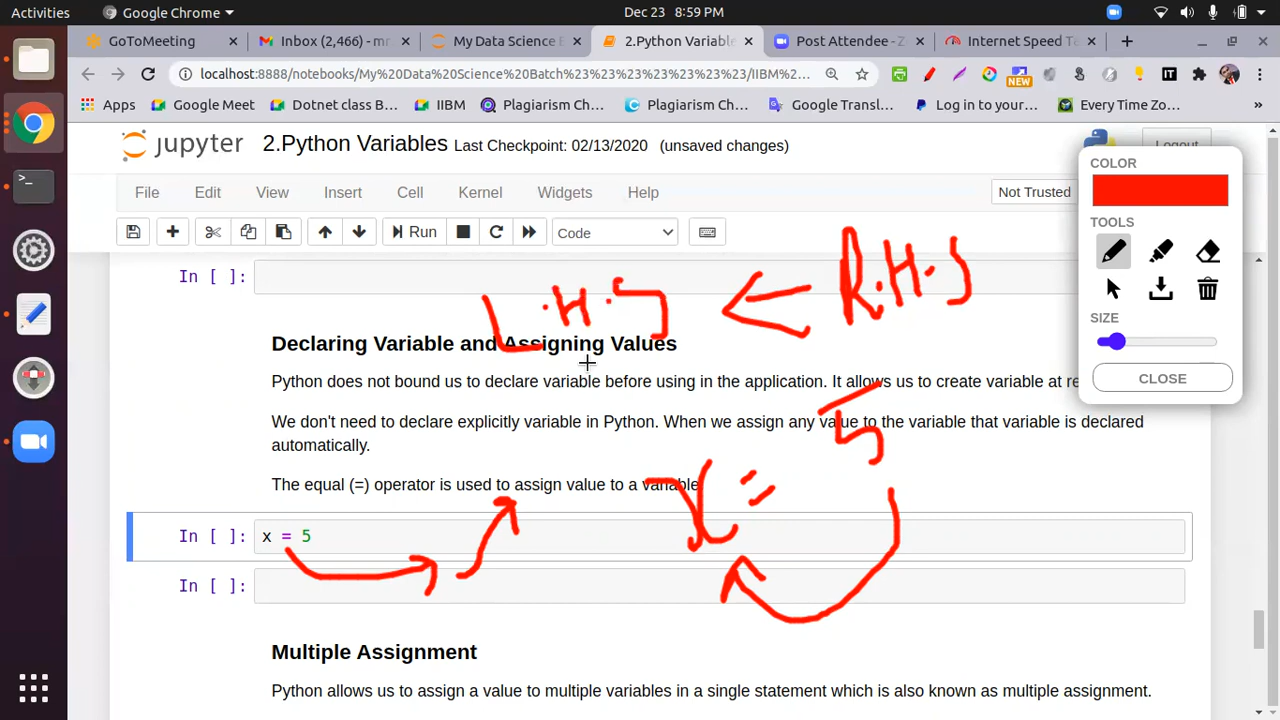 Activities Google Chrome Dec 23 8:59 PM
GoToMeeting Inbox (2,466) - mr My Data Science B 2.Python Variable Post Attendee - Z Internet Speed Te
localhost:8888/notebooks/My%20Data%20Science%20Batch%23%23%23%23%23%23/IIBM%2... NEW IT
Apps Google Meet Dotnet class B... IIBM Plagiarism Ch... Plagiarism Ch... Google Transl... Log in to your... Every Time Zo... »
jupyter 2.Python Variables Last Checkpoint: 02/13/2020 (unsaved changes) Logout
COLOR
File Edit View Insert Cell Kernel Widgets Help Not Trusted
TOOLS
Run Code
In [ ]:
L.H.S ← R.H.S
SIZE
CLOSE
Declaring Variable and Assigning Values
Python does not bound us to declare variable before using in the application. It allows us to create variable at re
We don't need to declare explicitly variable in Python. When we assign any value to the variable that variable is declared
automatically.
The equal (=) operator is used to assign value to a variable
x = 5
In [ ]: x = 5
In [ ]:
Multiple Assignment
Python allows us to assign a value to multiple variables in a single statement which is also known as multiple assignment.